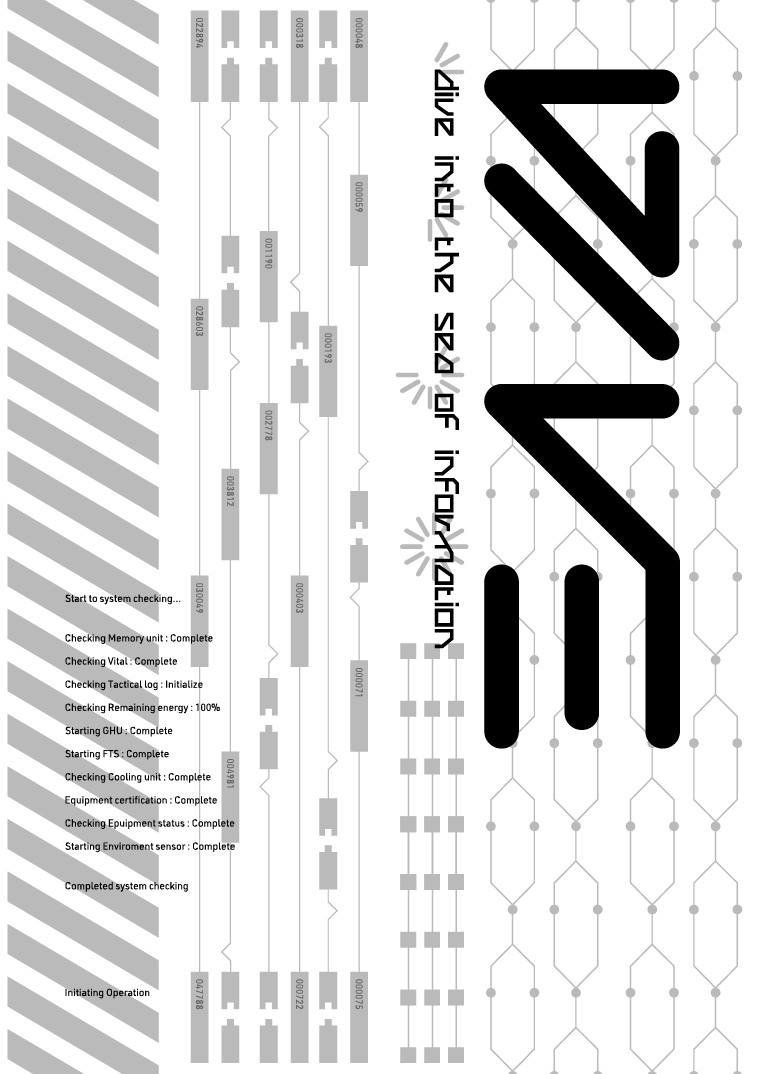 dive into the sea of information
000048
000059
000071
000075
000193
000318
000403
000722
001190
002778
003812
004981
022894
028603
030049
047788
Start to system checking...
Checking Memory unit : Complete
Checking Vital : Complete
Checking Tactical log : Initialize
Checking Remaining energy : 100%
Starting GHU : Complete
Starting FTS : Complete
Checking Cooling unit : Complete
Equipment certification : Complete
Checking Epuipment status : Complete
Starting Enviroment sensor : Complete
Completed system checking
Initiating Operation